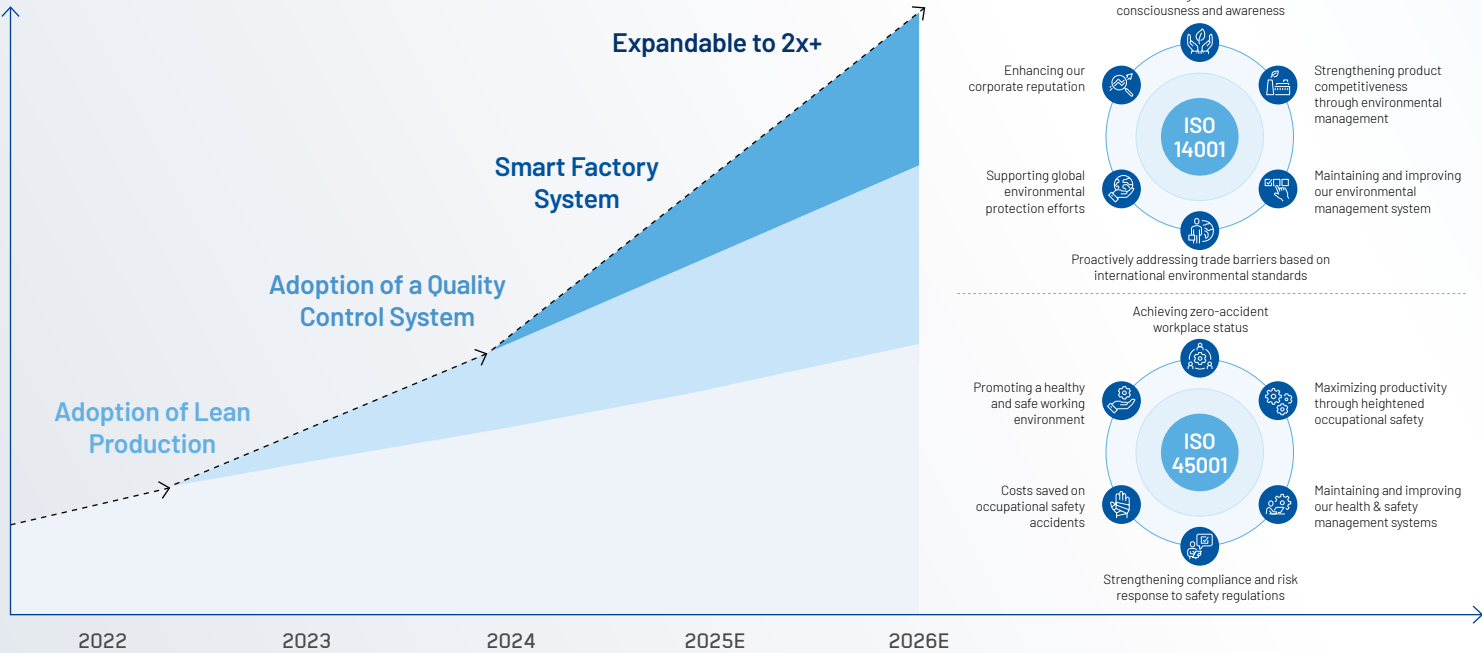 Expandable to 2x+
Smart Factory
System
Adoption of a Quality
Control System
Adoption of Lean
Production
2022
2023
2024
2025E
2026E
consciousness and awareness
Enhancing our
corporate reputation
Strengthening product
competitiveness
through environmental
management
ISO
14001
Supporting global
environmental
protection efforts
Maintaining and improving
our environmental
management system
Proactively addressing trade barriers based on
international environmental standards
Achieving zero-accident
workplace status
Promoting a healthy
and safe working
environment
Maximizing productivity
through heightened
occupational safety
ISO
45001
Costs saved on
occupational safety
accidents
Maintaining and improving
our health & safety
management systems
Strengthening compliance and risk
response to safety regulations